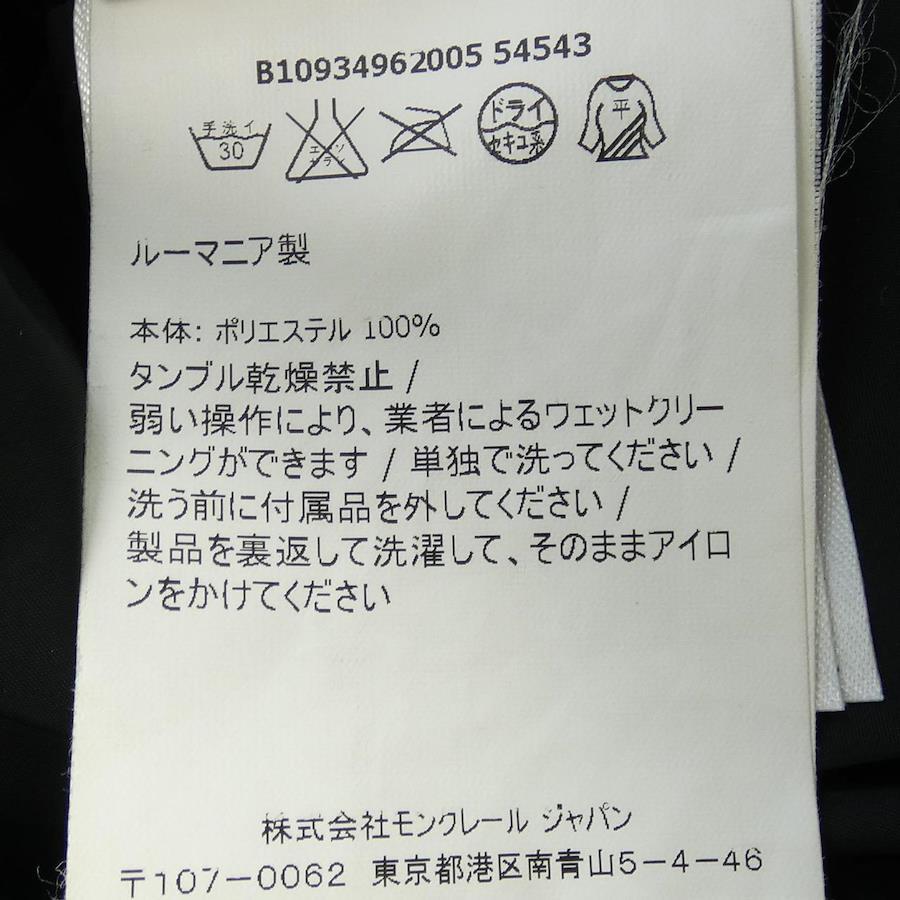 B10934962005 54543
手洗イ
30
エンソ
サラシ
ドライ
セキユ系
平
ルーマニア製
本体: ポリエステル 100%
タンブル乾燥禁止 /
弱い操作により、業者によるウェットクリー
ニングができます / 単独で洗ってください /
洗う前に付属品を外してください /
製品を裏返して洗濯して、そのままアイロ
ンをかけてください
株式会社モンクレール ジャパン
〒107-0062 東京都港区南青山5-4-46